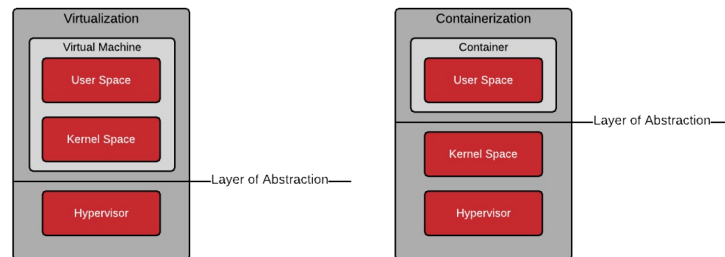 Virtualization
Virtual Machine
User Space
Kernel Space
Layer of Abstraction
Hypervisor
Containerization
Container
User Space
Layer of Abstraction
Kernel Space
Hypervisor